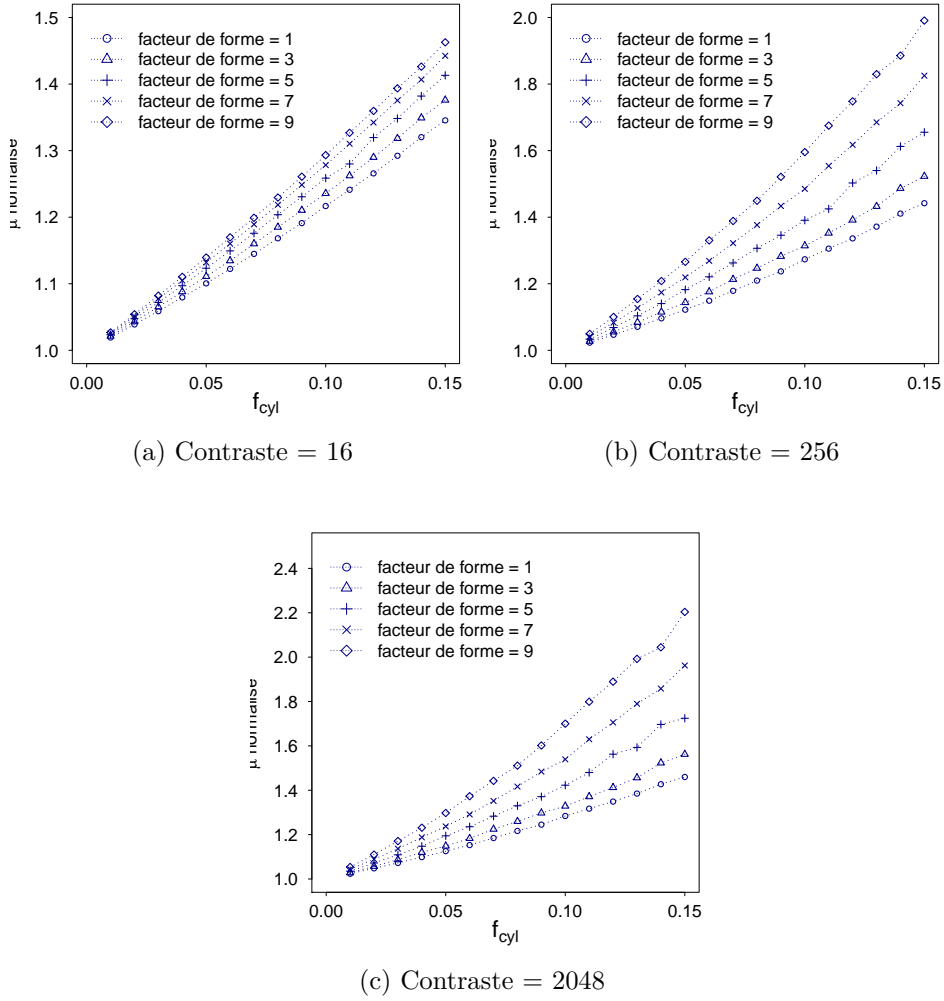 1.5
1.4
1.3
1.2
1.1
1.0
µ normalisé
facteur de forme = 1
facteur de forme = 3
facteur de forme = 5
facteur de forme = 7
facteur de forme = 9
0.00 0.05 0.10 0.15
fcyl
(a) Contraste = 16
2.0
1.8
1.6
1.4
1.2
1.0
µ normalisé
facteur de forme = 1
facteur de forme = 3
facteur de forme = 5
facteur de forme = 7
facteur de forme = 9
0.00 0.05 0.10 0.15
fcyl
(b) Contraste = 256
2.4
2.2
2.0
1.8
1.6
1.4
1.2
1.0
µ normalisé
facteur de forme = 1
facteur de forme = 3
facteur de forme = 5
facteur de forme = 7
facteur de forme = 9
0.00 0.05 0.10 0.15
fcyl
(c) Contraste = 2048